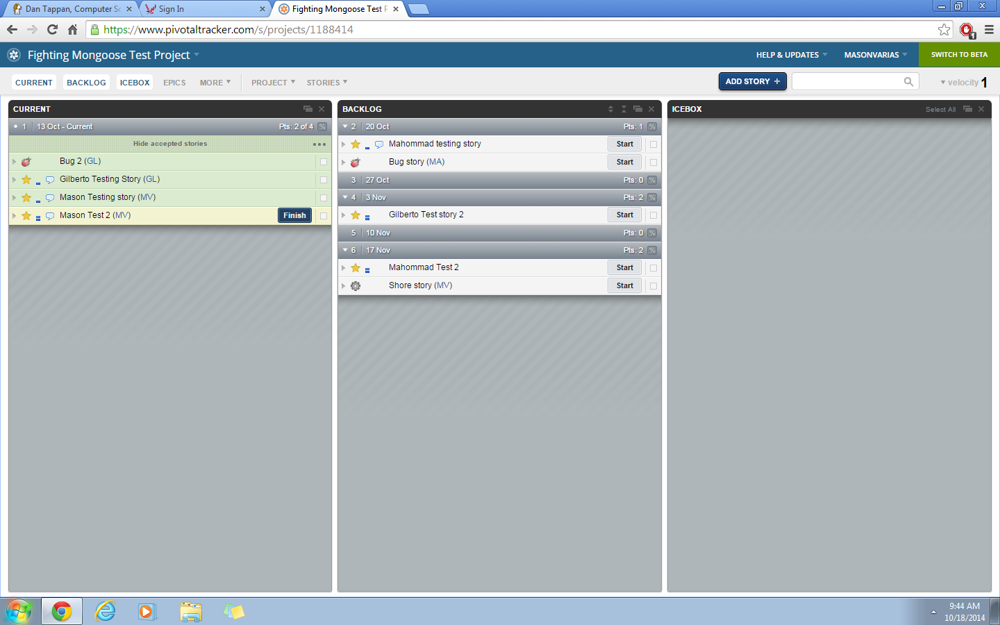 Dan Tappan, Computer Sc
Sign In
Fighting Mongoose Test P
https://www.pivotaltracker.com/s/projects/1188414
1
Fighting Mongoose Test Project
HELP & UPDATES
MASONVARIAS
SWITCH TO BETA
CURRENT
BACKLOG
ICEBOX
EPICS
MORE
PROJECT
STORIES
ADD STORY +
velocity 1
CURRENT
1 13 Oct - Current Pts: 2 of 4 %
Hide accepted stories
Bug 2 (GL)
Gilberto Testing Story (GL)
Mason Testing story (MV)
Mason Test 2 (MV) Finish
BACKLOG
2 20 Oct Pts: 1 %
Mahommad testing story Start
Bug story (MA) Start
3 27 Oct Pts: 0 %
4 3 Nov Pts: 2 %
Gilberto Test story 2 Start
5 10 Nov Pts: 0 %
6 17 Nov Pts: 2 %
Mahommad Test 2 Start
Shore story (MV) Start
ICEBOX Select All
9:44 AM
10/18/2014